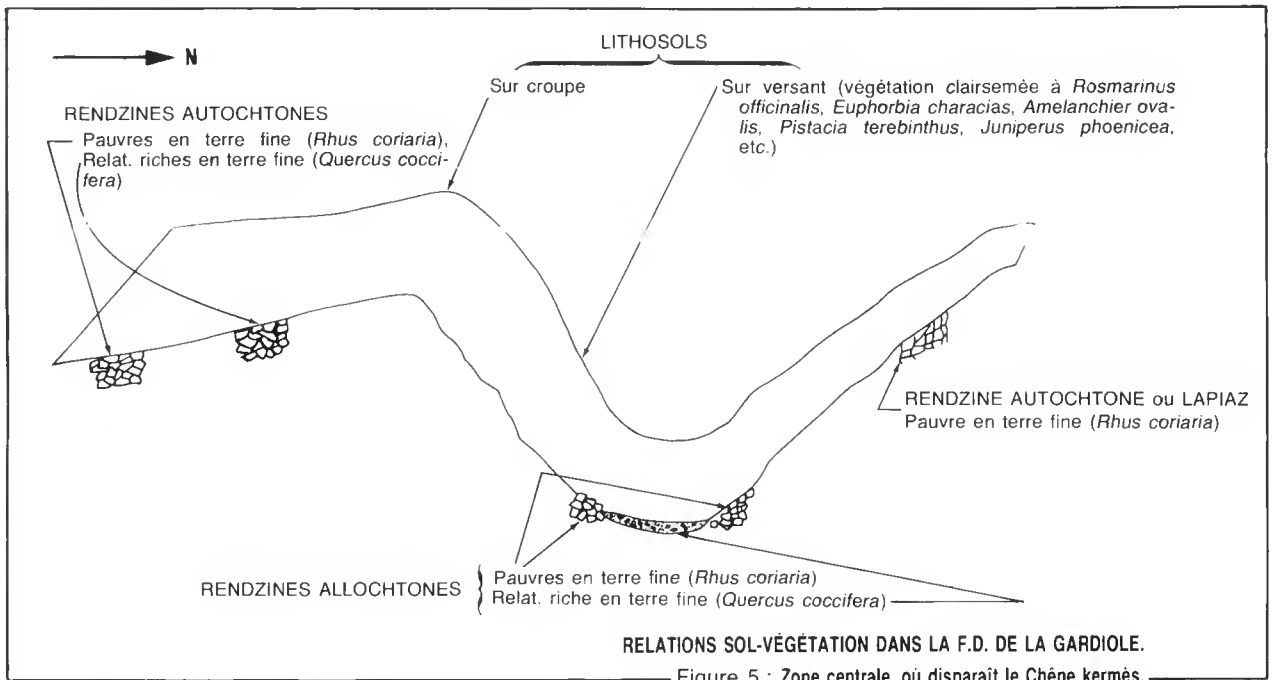 N
LITHOSOLS
Sur croupe
Sur versant (végétation clairsemée à Rosmarinus
officinalis, Euphorbia characias, Amelanchier ova-
lis, Pistacia terebinthus, Juniperus phoenicea,
etc.)
RENDZINES AUTOCHTONES
Pauvres en terre fine (Rhus coriaria),
Relat. riches en terre fine (Quercus cocci-
fera)
RENDZINE AUTOCHTONE ou LAPIAZ
Pauvre en terre fine (Rhus coriaria)
RENDZINES ALLOCHTONES
Pauvres en terre fine (Rhus coriaria)
Relat. riche en terre fine (Quercus coccifera)
RELATIONS SOL-VÉGÉTATION DANS LA F.D. DE LA GARDIOLE.
Figure 5 : Zone centrale, où disparaît le Chêne kermès.